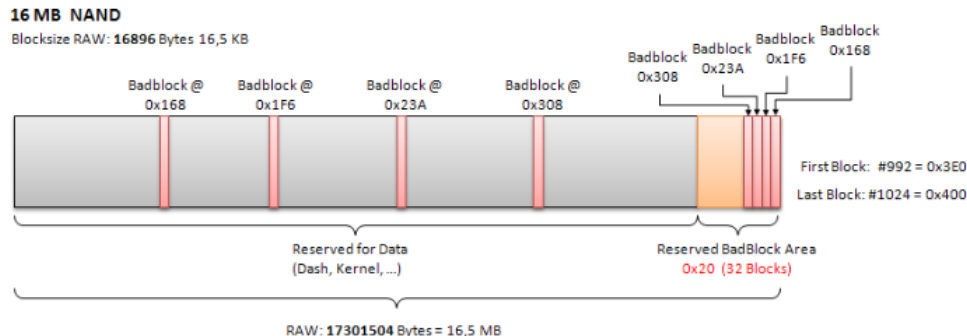 16 MB NAND
Blocksize RAW: 16896 Bytes 16,5 KB
Badblock @
0x168
Badblock @
0x1F6
Badblock @
0x23A
Badblock @
0x308
Badblock
0x308
Badblock
0x23A
Badblock
0x1F6
Badblock
0x168
First Block: #992 = 0x3E0
Last Block: #1024 = 0x400
Reserved for Data
(Dash, Kernel, ...)
Reserved BadBlock Area
0x20 (32 Blocks)
RAW: 17301504 Bytes = 16,5 MB